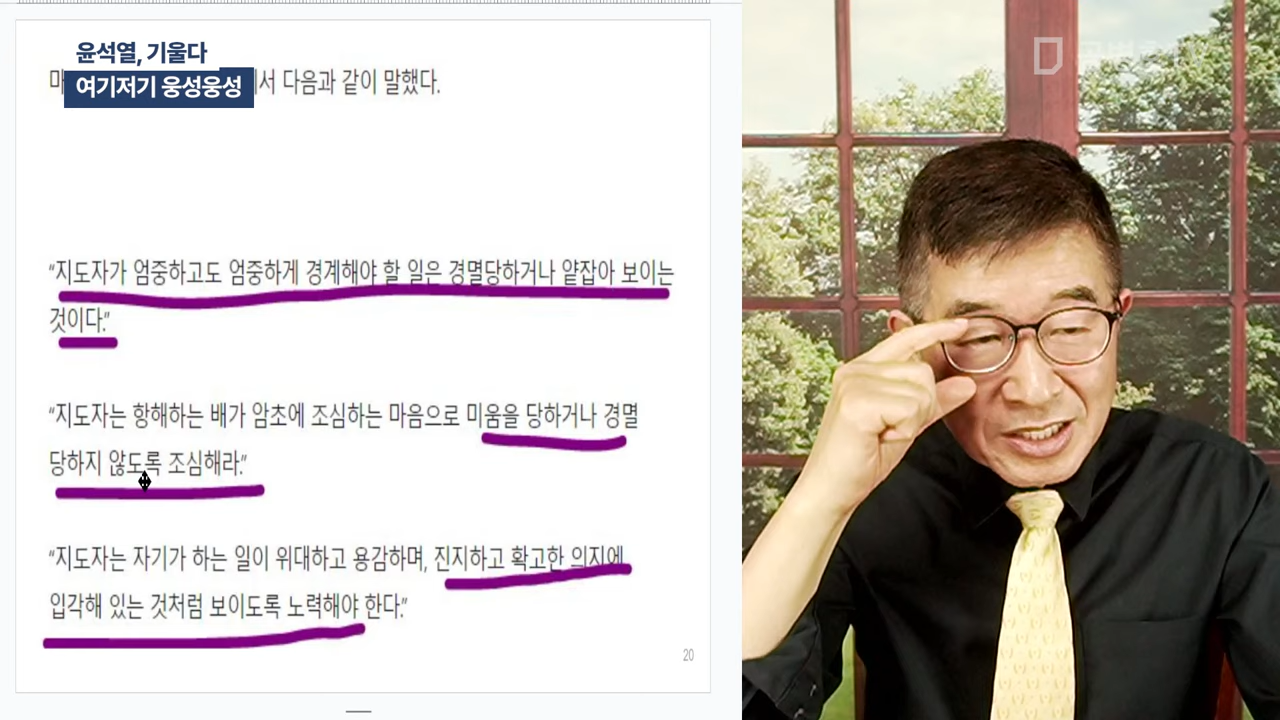 윤석열, 기울다
여기저기 웅성웅성
서 다음과 같이 말했다.
“지도자가 엄중하고도 엄중하게 경계해야 할 일은 경멸당하거나 얕잡아 보이는
것이다.”
“지도자는 항해하는 배가 암초에 조심하는 마음으로 미움을 당하거나 경멸
당하지 않도록 조심해라.”
“지도자는 자기가 하는 일이 위대하고 용감하며, 진지하고 확고한 의지에
입각해 있는 것처럼 보이도록 노력해야 한다.”
20